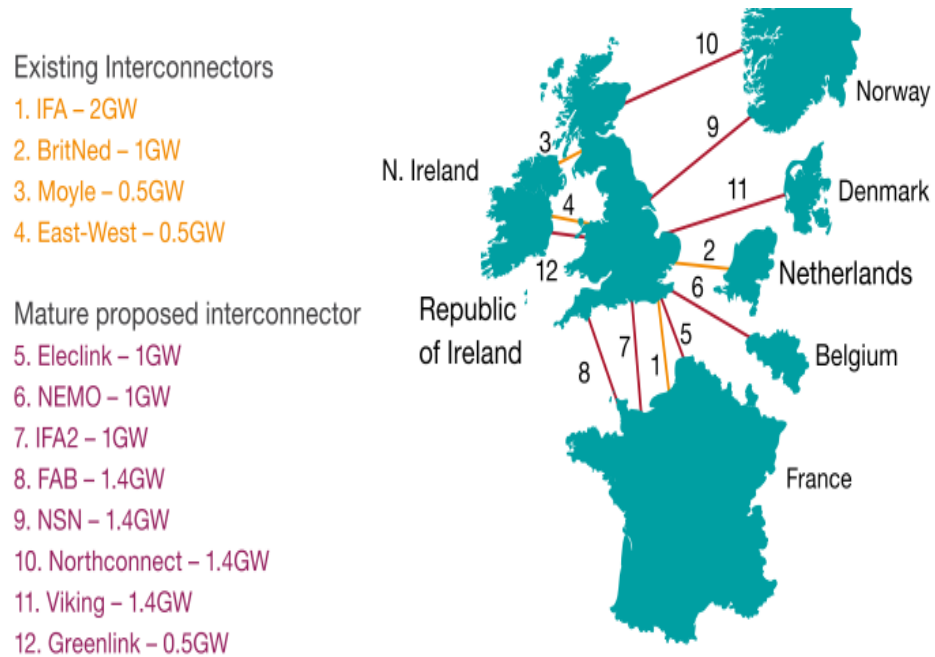 Existing Interconnectors
1. IFA – 2GW
2. BritNed – 1GW
3. Moyle – 0.5GW
4. East-West – 0.5GW
Mature proposed interconnector
5. Eleclink – 1GW
6. NEMO – 1GW
7. IFA2 – 1GW
8. FAB – 1.4GW
9. NSN – 1.4GW
10. Northconnect – 1.4GW
11. Viking – 1.4GW
12. Greenlink – 0.5GW
10
Norway
9
3
N. Ireland
11
Denmark
4
2
Netherlands
12
6
Republic
of Ireland
5
7
1
8
Belgium
France